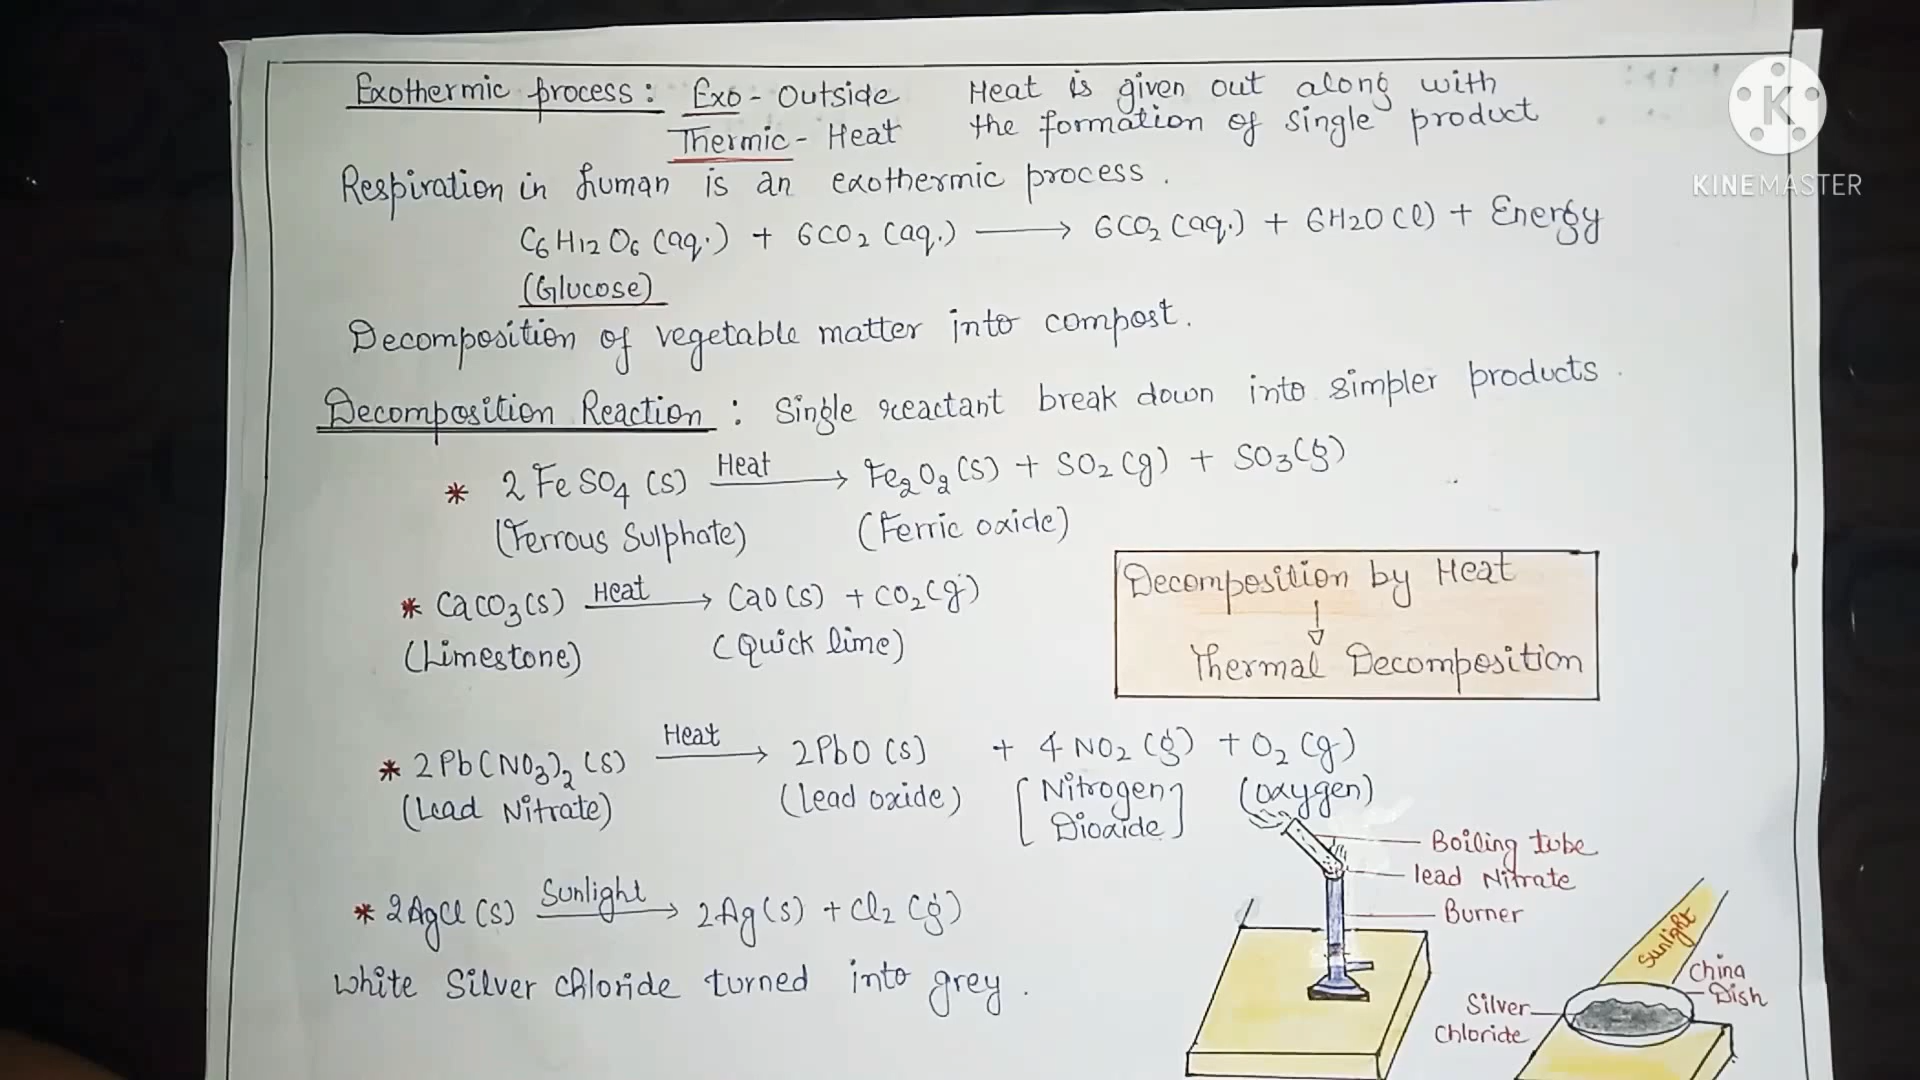 Exothermic process : Exo - Outside Heat is given out along with
Thermic - Heat the formation of single product
Respiration in human is an exothermic process.
C6H12O6 (aq.) + 6CO2 (aq.) ⟶ 6CO2 (aq.) + 6H2O (l) + Energy
(Glucose)
Decomposition of vegetable matter into compost.
Decomposition Reaction : Single reactant break down into simpler products.
* 2 FeSO4 (s) Heat⟶ Fe2O2 (s) + SO2 (g) + SO3 (g)
(Ferrous Sulphate) (Ferric oxide)
* CaCO3 (s) Heat⟶ CaO (s) + CO2 (g)
(Limestone) (Quick lime)
Decomposition by Heat
↓
Thermal Decomposition
* 2Pb(NO3)2 (s) Heat⟶ 2PbO (s) + 4 NO2 (g) + O2 (g)
(Lead Nitrate) (Lead oxide) [Nitrogen Dioxide] (Oxygen)
Boiling tube
lead Nitrate
Burner
* 2AgCl (s) Sunlight⟶ 2Ag (s) + Cl2 (g)
White Silver chloride turned into grey.
Sunlight
China
Dish
Silver
Chloride
K
KINEMASTER